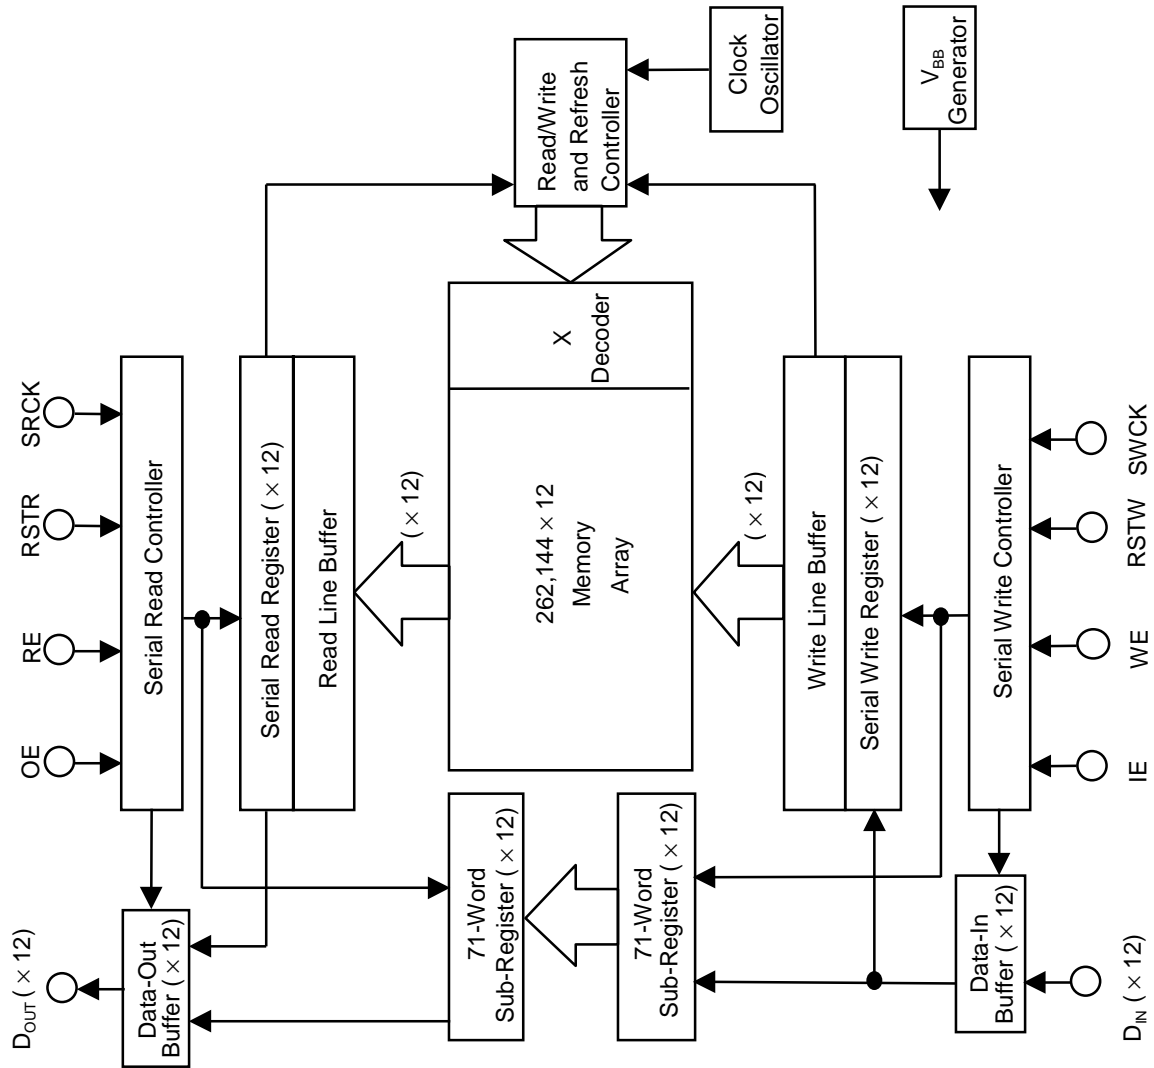 D_OUT ( × 12)
OE
RE
RSTR
SRCK
Data-Out
Buffer ( × 12)
Serial Read Controller
Serial Read Register ( × 12)
Read Line Buffer
( × 12)
71-Word
Sub-Register ( × 12)
71-Word
Sub-Register ( × 12)
262,144 × 12
Memory
Array
X
Decoder
Read/Write
and Refresh
Controller
Clock
Oscillator
V_BB
Generator
( × 12)
Write Line Buffer
Serial Write Register ( × 12)
Serial Write Controller
Data-In
Buffer ( × 12)
D_IN ( × 12)
IE
WE
RSTW
SWCK